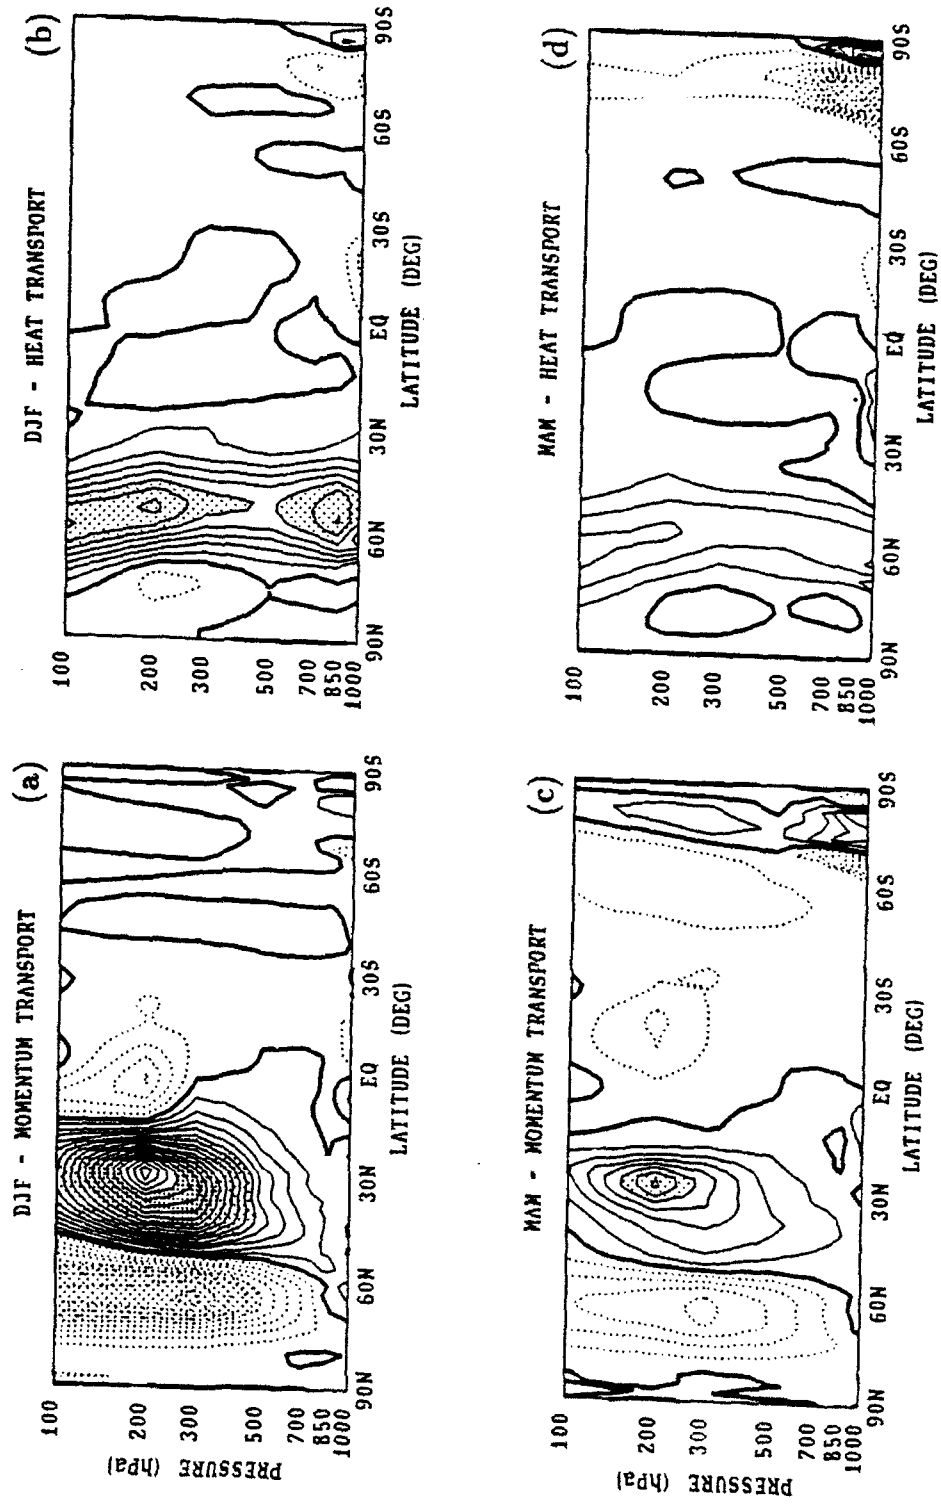 (a)
DJF - MOMENTUM TRANSPORT
PRESSURE (hPa)
100
200
300
500
700
850
1000
90N
60N
30N
EQ
30S
60S
90S
LATITUDE (DEG)
(b)
DJF - HEAT TRANSPORT
100
200
300
500
700
850
1000
90N
60N
30N
EQ
30S
60S
90S
LATITUDE (DEG)
(c)
MAM - MOMENTUM TRANSPORT
PRESSURE (hPa)
100
200
300
500
700
850
1000
90N
60N
30N
EQ
30S
60S
90S
LATITUDE (DEG)
(d)
MAM - HEAT TRANSPORT
100
200
300
500
700
850
1000
90N
60N
30N
EQ
30S
60S
90S
LATITUDE (DEG)